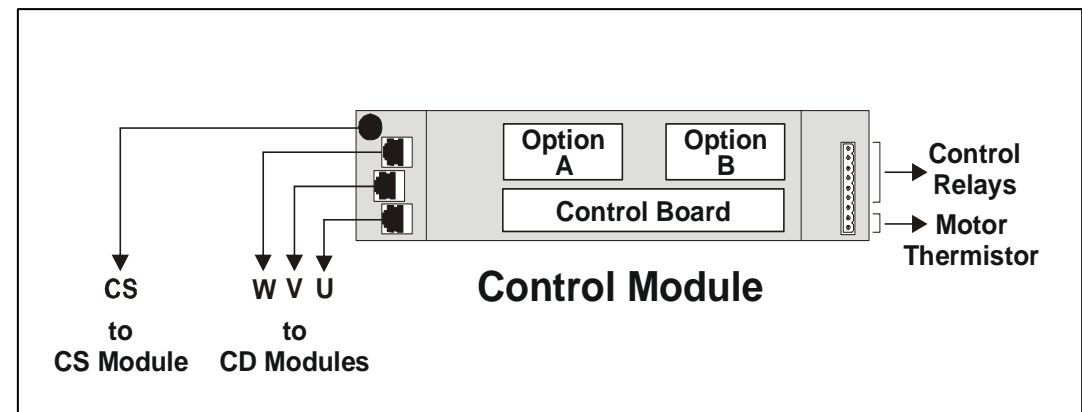 Option
A
Option
B
Control Board
Control
Relays
Motor
Thermistor
Control Module
CS
to
CS Module
W V U
to
CD Modules